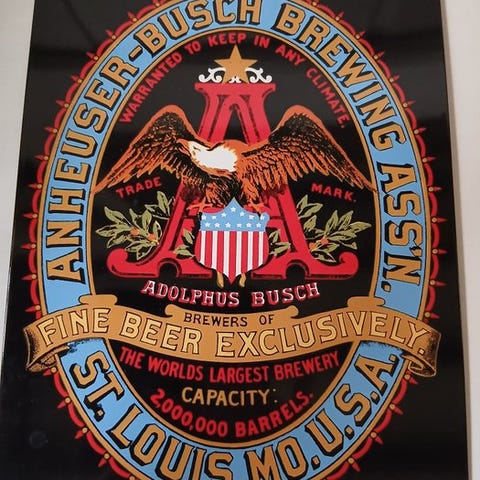 ANHEUSER-BUSCH BREWING ASS'N.
WARRANTED TO KEEP IN ANY CLIMATE.
A
TRADE MARK.
ADOLPHUS BUSCH
BREWERS OF
FINE BEER EXCLUSIVELY.
THE WORLDS LARGEST BREWERY
CAPACITY:
2,000,000 BARRELS.
ST. LOUIS MO. U.S.A.